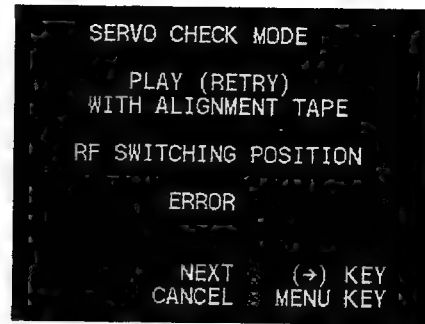 SERVO CHECK MODE
PLAY (RETRY)
WITH ALIGNMENT TAPE
RF SWITCHING POSITION
ERROR
NEXT (→) KEY
CANCEL MENU KEY